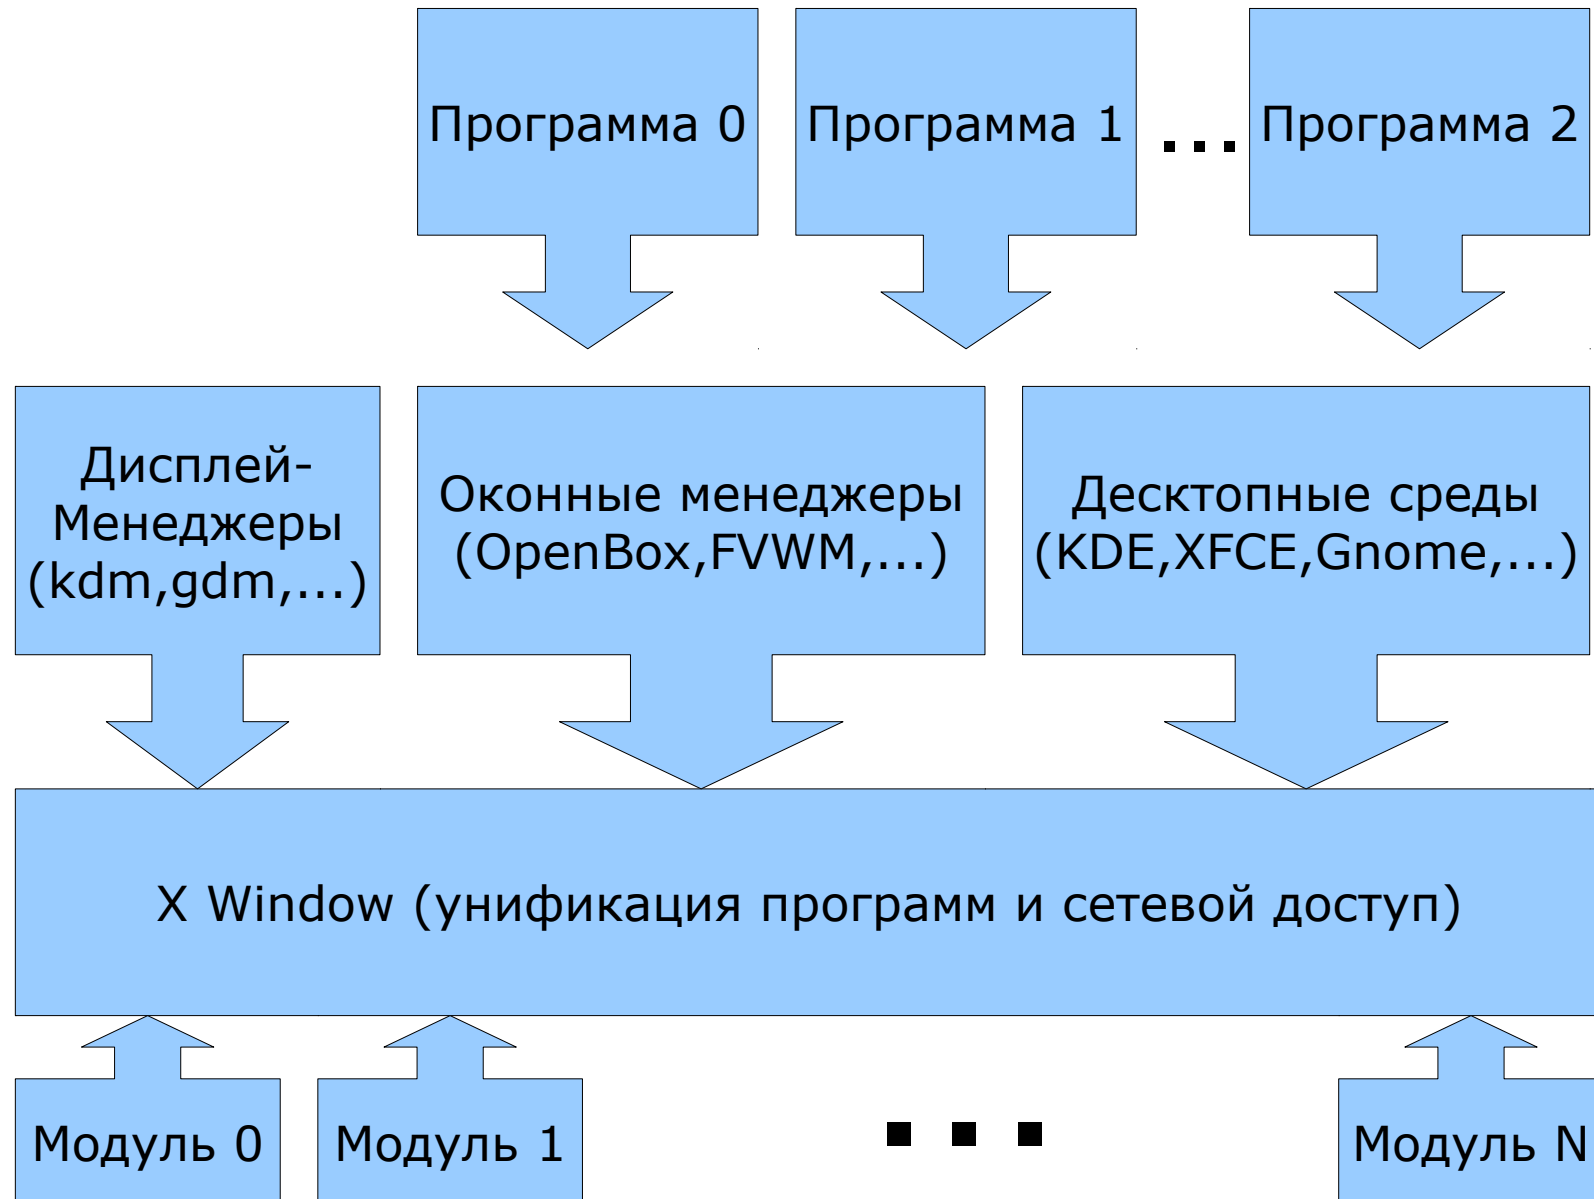 Программа 0
Программа 1
...
Программа 2
Дисплей-
Менеджеры
(kdm,gdm,...)
Оконные менеджеры
(OpenBox,FVWM,...)
Десктопные среды
(KDE,XFCE,Gnome,...)
X Window (унификация программ и сетевой доступ)
Модуль 0
Модуль 1
...
Модуль N